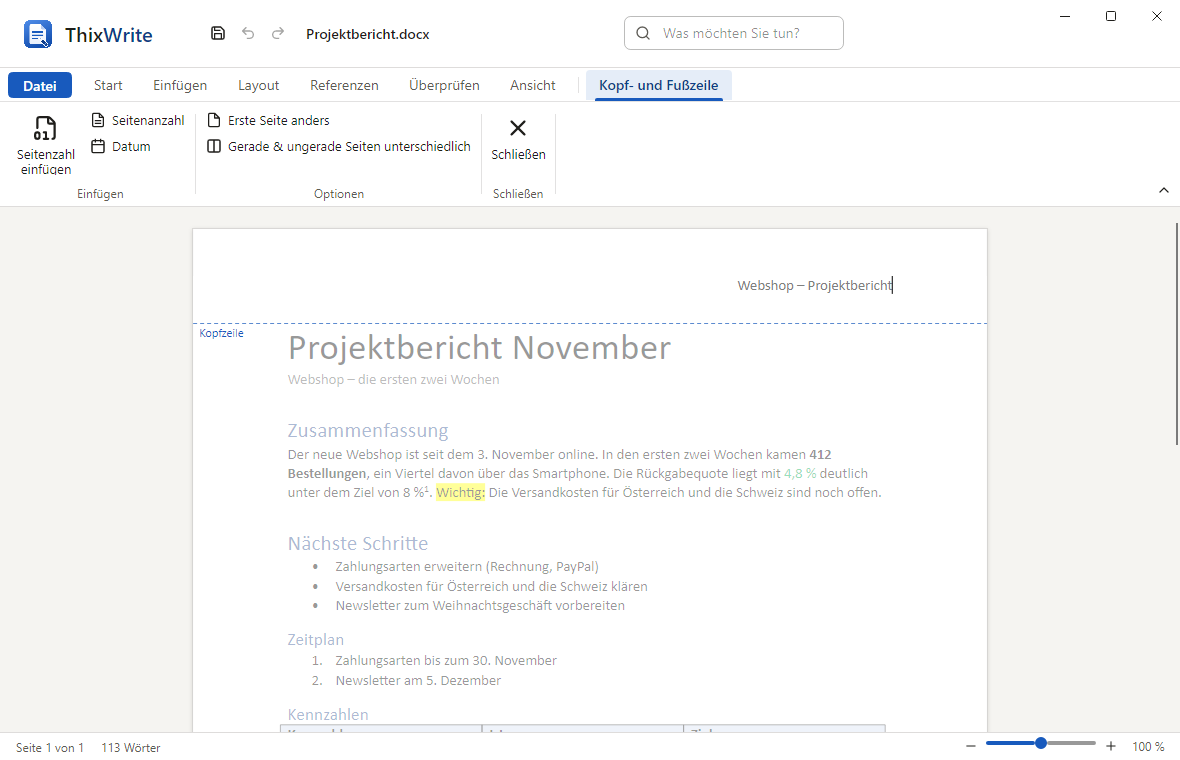 ThixWrite
Projektbericht.docx
Was möchten Sie tun?
Datei Start Einfügen Layout Referenzen Überprüfen Ansicht Kopf- und Fußzeile
Seitenzahl einfügen
Seitenanzahl
Datum
Einfügen
Erste Seite anders
Gerade & ungerade Seiten unterschiedlich
Optionen
Schließen
Schließen
Webshop – Projektbericht
Kopfzeile
Projektbericht November
Webshop – die ersten zwei Wochen
Zusammenfassung
Der neue Webshop ist seit dem 3. November online. In den ersten zwei Wochen kamen 412
Bestellungen, ein Viertel davon über das Smartphone. Die Rückgabequote liegt mit 4,8 % deutlich
unter dem Ziel von 8 %¹. Wichtig: Die Versandkosten für Österreich und die Schweiz sind noch offen.
Nächste Schritte
• Zahlungsarten erweitern (Rechnung, PayPal)
• Versandkosten für Österreich und die Schweiz klären
• Newsletter zum Weihnachtsgeschäft vorbereiten
Zeitplan
1. Zahlungsarten bis zum 30. November
2. Newsletter am 5. Dezember
Kennzahlen
Seite 1 von 1 113 Wörter
100 %